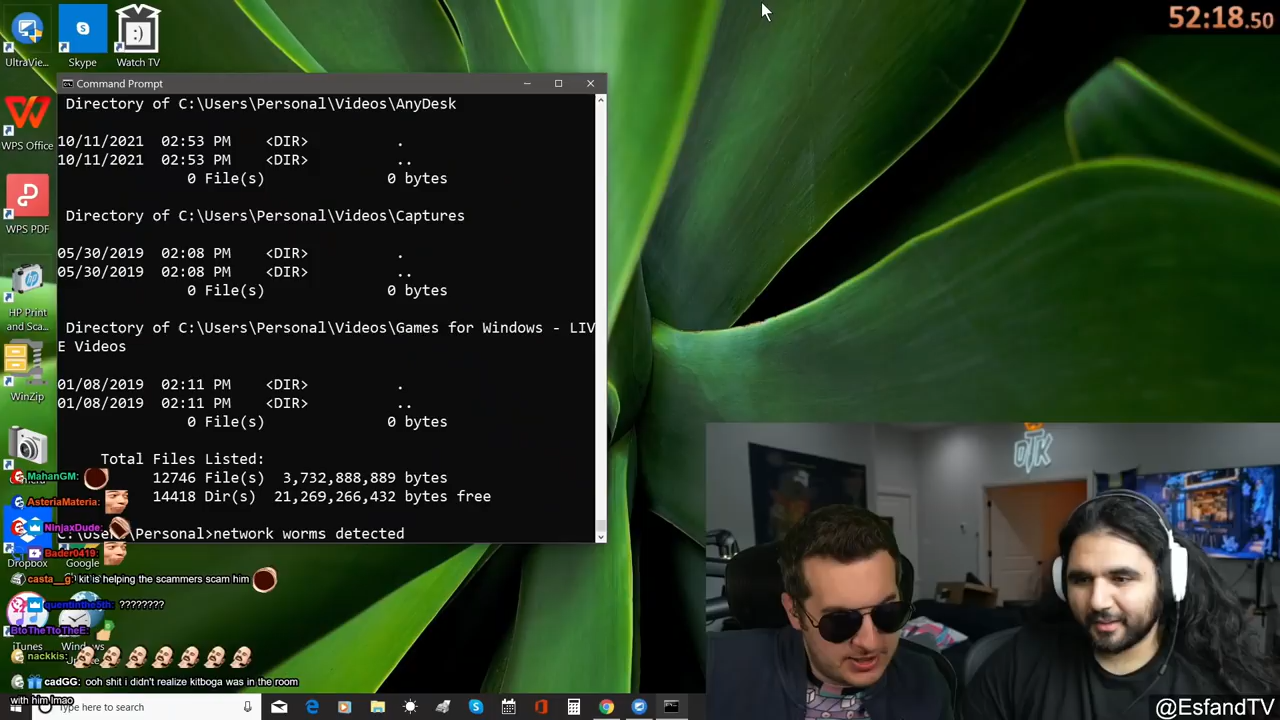 52:18.50
UltraVie...
Skype
Watch TV
WPS Office
WPS PDF
HP Print
and Sca...
WinZip
Dropbox
Google
iTunes
Command Prompt
Directory of C:\Users\Personal\Videos\AnyDesk
10/11/2021 02:53 PM <DIR> .
10/11/2021 02:53 PM <DIR> ..
0 File(s) 0 bytes
Directory of C:\Users\Personal\Videos\Captures
05/30/2019 02:08 PM <DIR> .
05/30/2019 02:08 PM <DIR> ..
0 File(s) 0 bytes
Directory of C:\Users\Personal\Videos\Games for Windows - LIV
E Videos
01/08/2019 02:11 PM <DIR> .
01/08/2019 02:11 PM <DIR> ..
0 File(s) 0 bytes
Total Files Listed:
12746 File(s) 3,732,888,889 bytes
14418 Dir(s) 21,269,266,432 bytes free
\Personal>network worms detected
MahanGM:
AsteriaMateria:
NinjaxDude:
Bader0419:
casta__g: kit is helping the scammers scam him
quentinthe5th: ????????
BtoTheTtoTheE:
nackkis:
cadGG: ooh shit i didn't realize kitboga was in the room
with him lmao
Type here to search
OTK
@EsfandTV